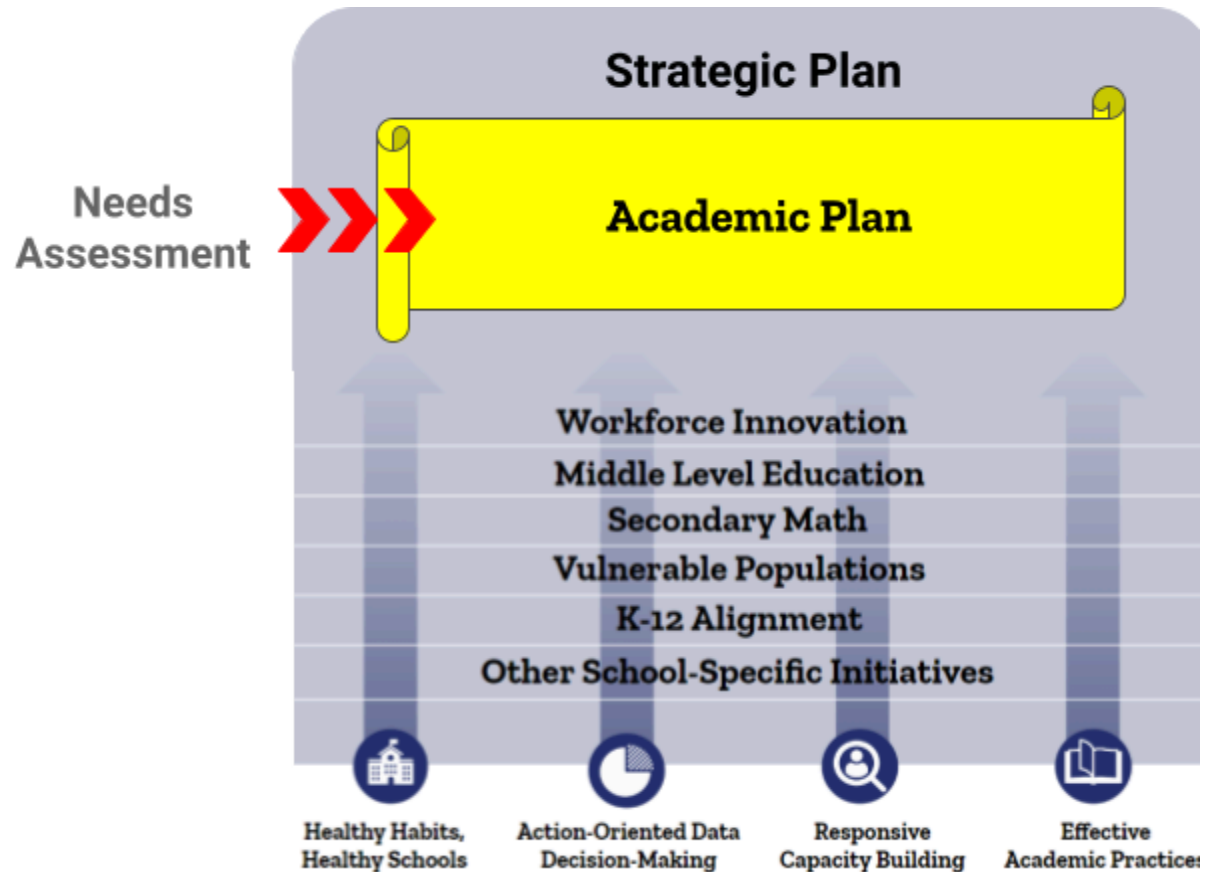 Strategic Plan
Needs
Assessment
Academic Plan
Workforce Innovation
Middle Level Education
Secondary Math
Vulnerable Populations
K-12 Alignment
Other School-Specific Initiatives
Healthy Habits,
Healthy Schools
Action-Oriented Data
Decision-Making
Responsive
Capacity Building
Effective
Academic Practices